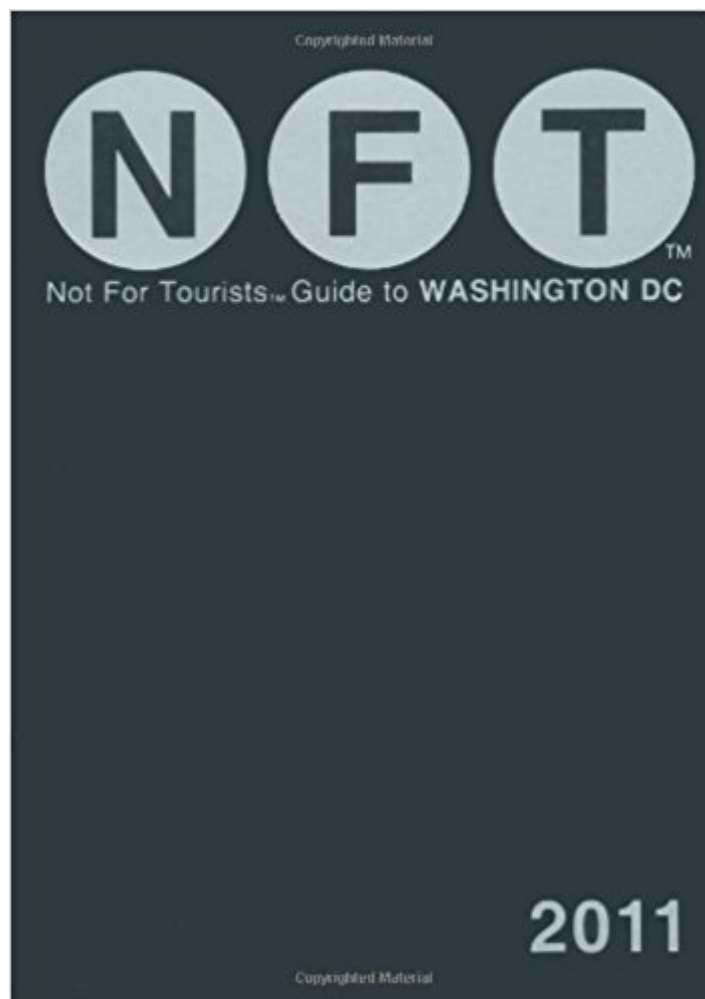 Copyrighted Material
N F T ™
Not For Tourists™ Guide to WASHINGTON DC
2011
Copyrighted Material